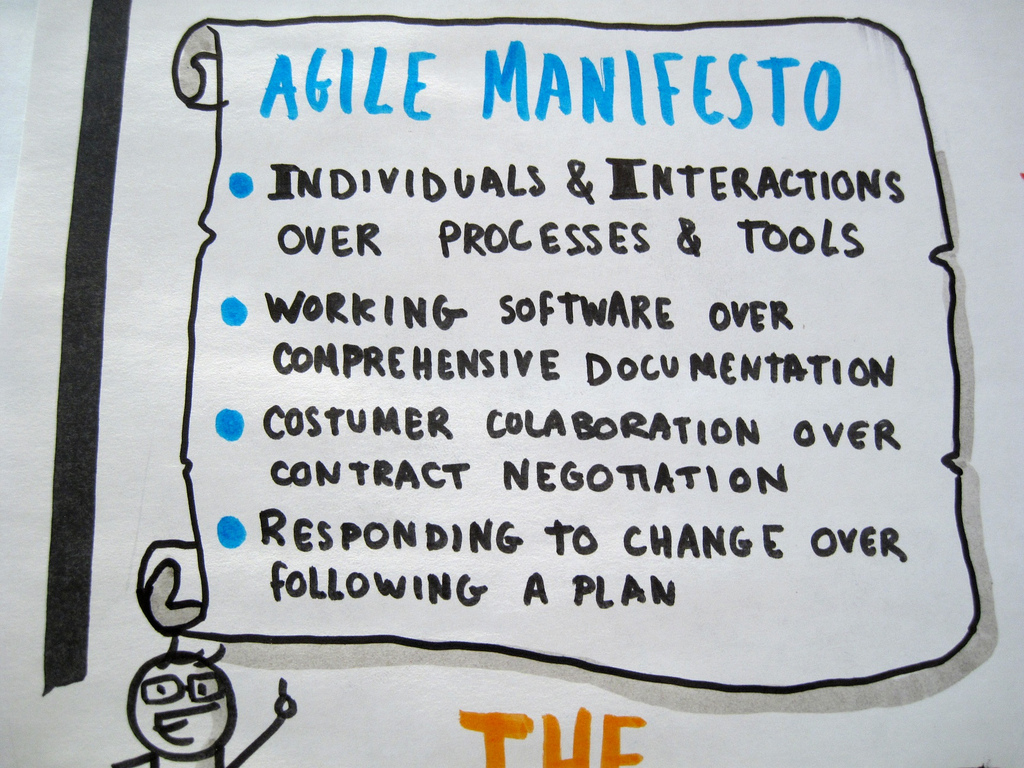 AGILE MANIFESTO
INDIVIDUALS & INTERACTIONS
OVER PROCESSES & TOOLS
WORKING SOFTWARE OVER
COMPREHENSIVE DOCUMENTATION
COSTUMER COLABORATION OVER
CONTRACT NEGOTIATION
RESPONDING TO CHANGE OVER
FOLLOWING A PLAN
THE